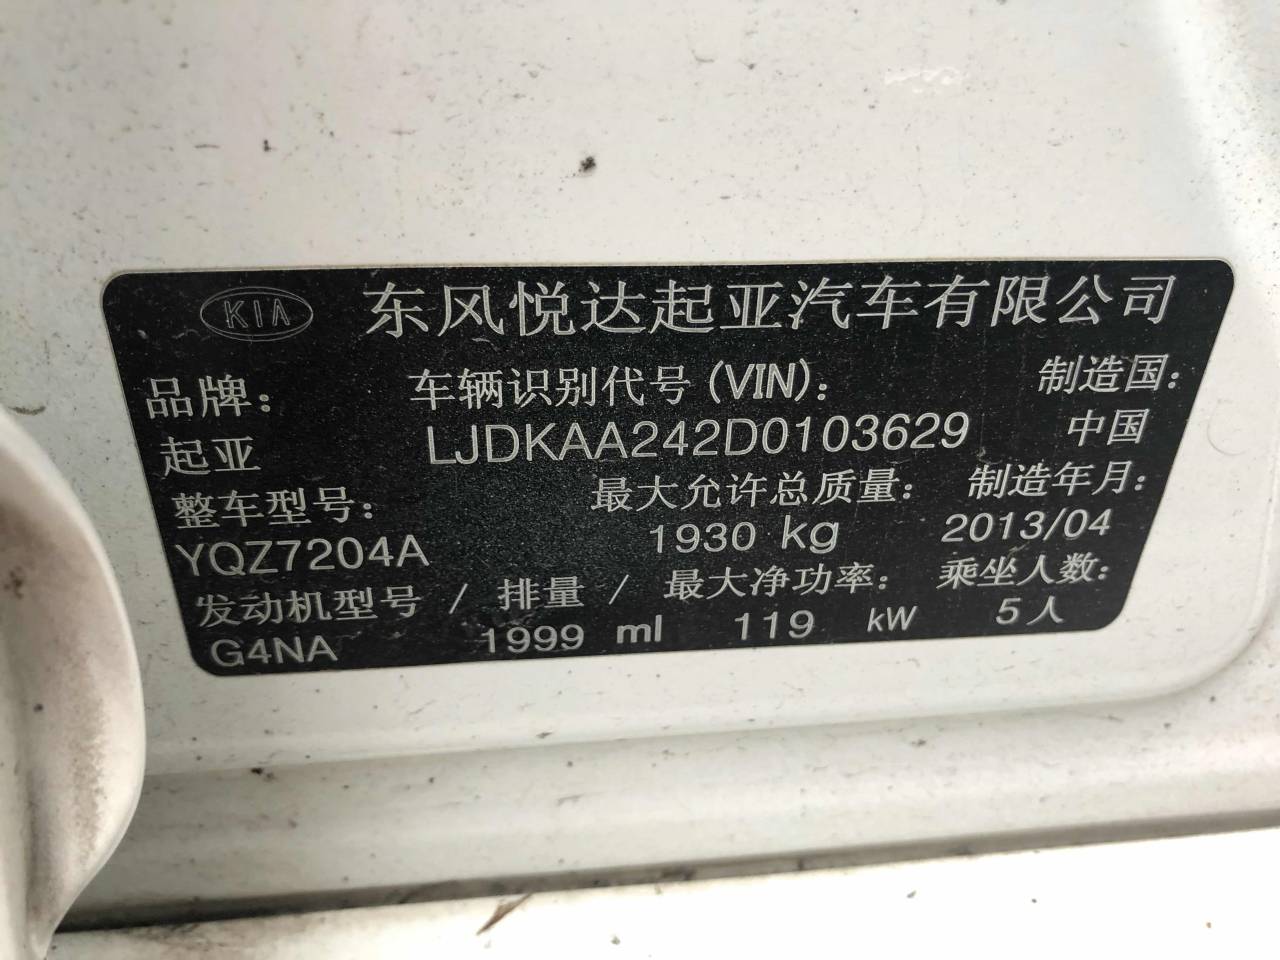 KIA 东风悦达起亚汽车有限公司
品牌： 车辆识别代号(VIN)： 制造国：
起亚 LJDKAA242D0103629 中国
整车型号： 最大允许总质量： 制造年月：
YQZ7204A 1930 kg 2013/04
发动机型号 / 排量 / 最大净功率： 乘坐人数：
G4NA 1999 ml 119 kW 5人